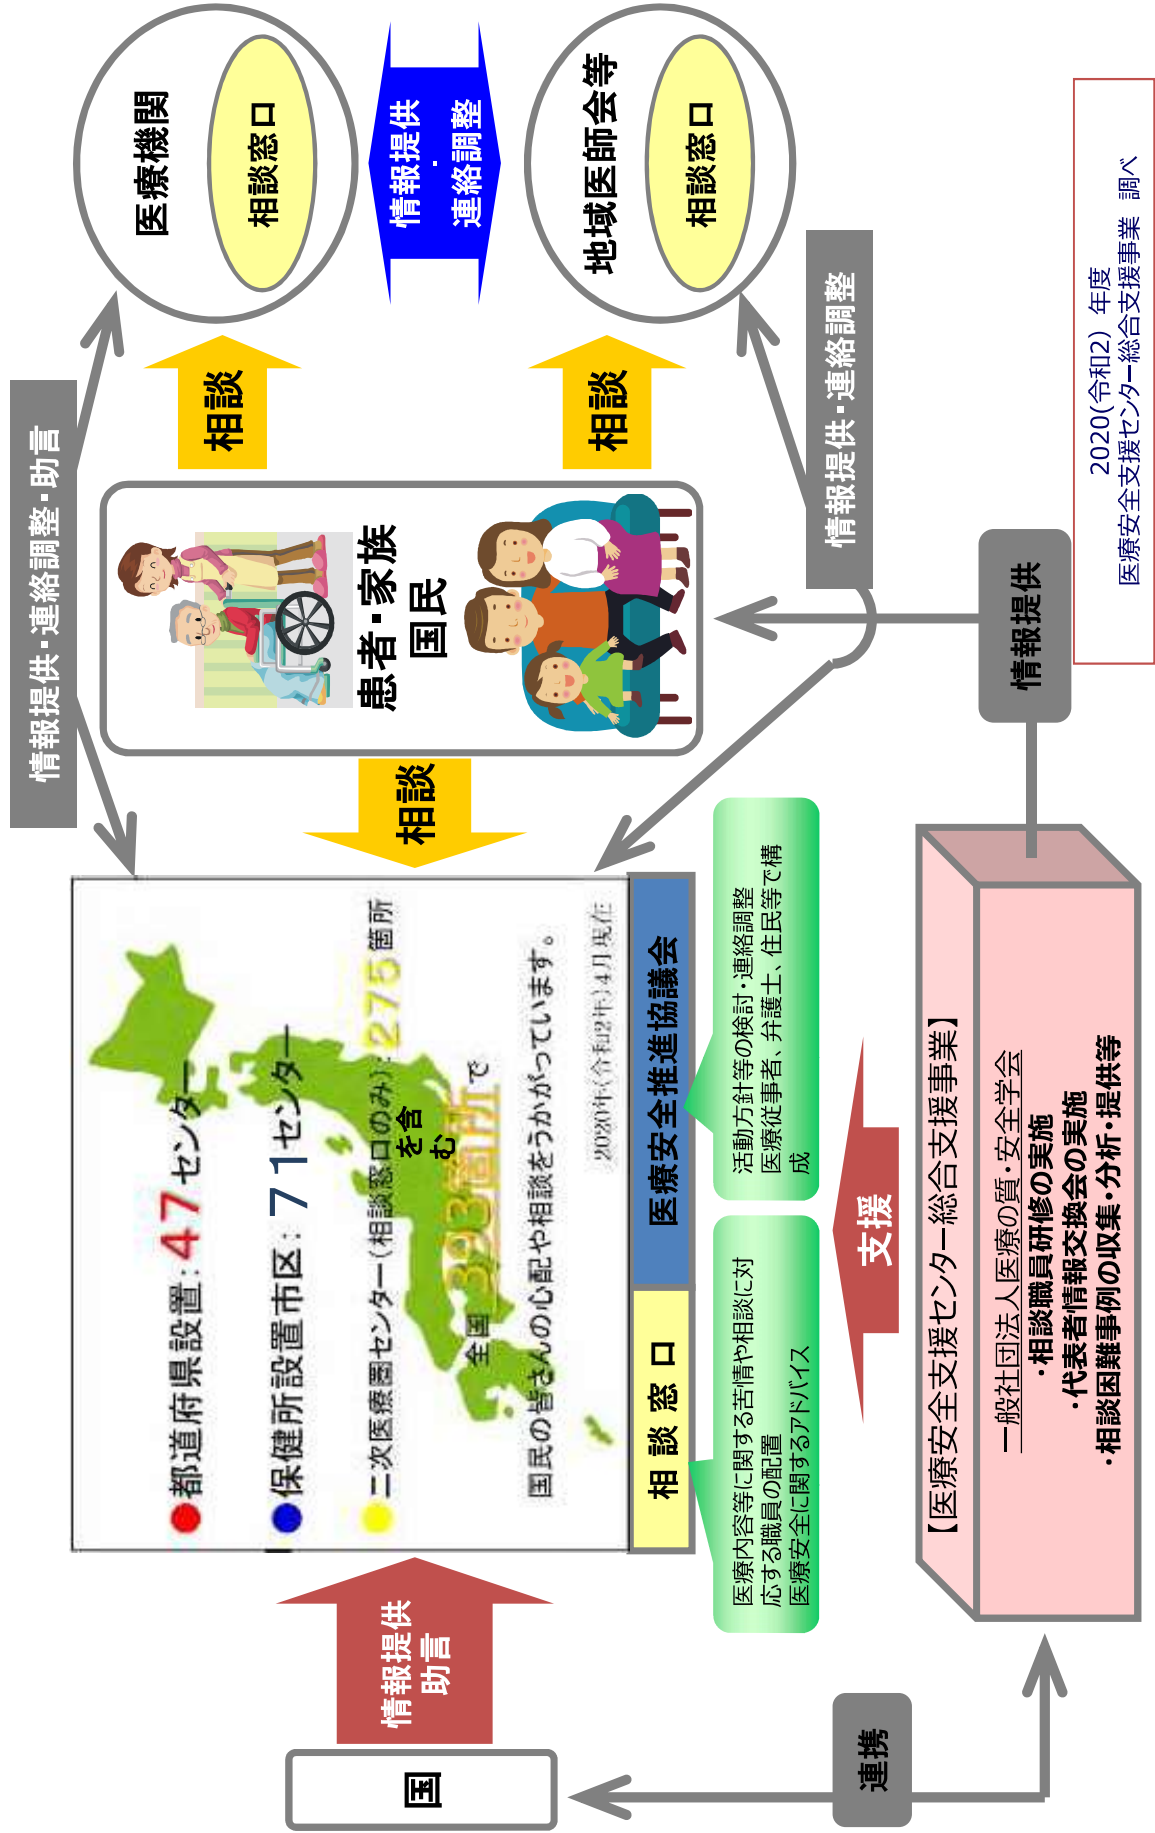 情報提供・連絡調整・助言
医療機関
相談窓口
情報提供
・
連絡調整
地域医師会等
相談窓口
相談
相談
患者・家族
国民
相談
情報提供・連絡調整
●都道府県設置：47センター
●保健所設置市区：71センター
●二次医療圏センター（相談窓口のみ）：275箇所
を含
む
全国393箇所で
国民の皆さんの心配や相談をうかがっています。
2020年（令和2年）4月現在
相談窓口
医療安全推進協議会
医療内容等に関する苦情や相談に対
応する職員の配置
医療安全に関するアドバイス
活動方針等の検討・連絡調整
医療従事者、弁護士、住民等で構
成
国
情報提供
助言
支援
連携
【医療安全支援センター総合支援事業】
一般社団法人医療の質・安全学会
・相談職員研修の実施
・代表者情報交換会の実施
・相談困難事例の収集・分析・提供等
情報提供
2020(令和2）年度
医療安全支援センター総合支援事業 調べ